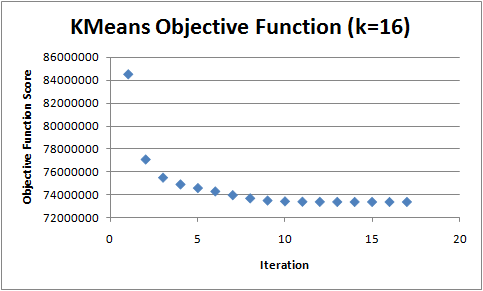 KMeans Objective Function (k=16)
Objective Function Score
86000000
84000000
82000000
80000000
78000000
76000000
74000000
72000000
0 5 10 15 20
Iteration